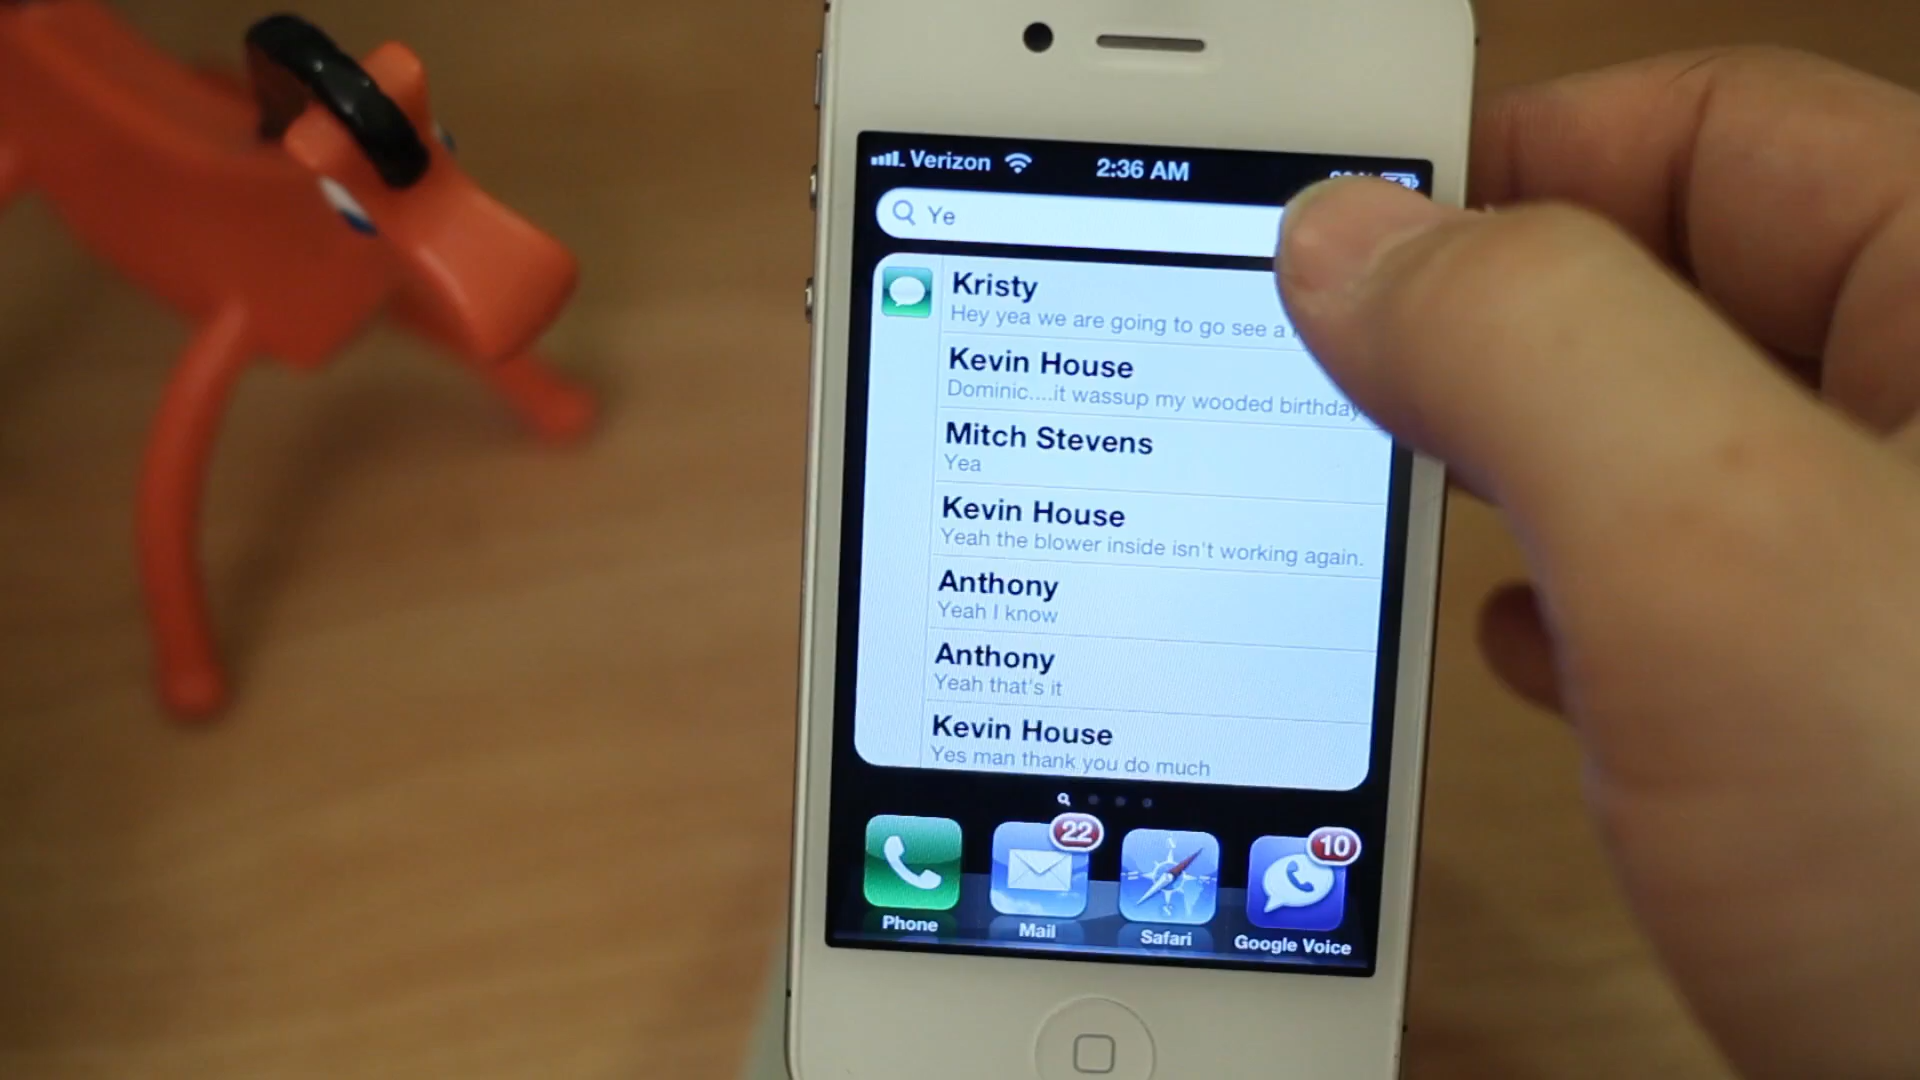 Verizon 2:36 AM
Ye
Kristy
Hey yea we are going to go see a
Kevin House
Dominic....it wassup my wooded birthday
Mitch Stevens
Yea
Kevin House
Yeah the blower inside isn't working again.
Anthony
Yeah I know
Anthony
Yeah that's it
Kevin House
Yes man thank you do much
22
10
Phone
Mail
Safari
Google Voice